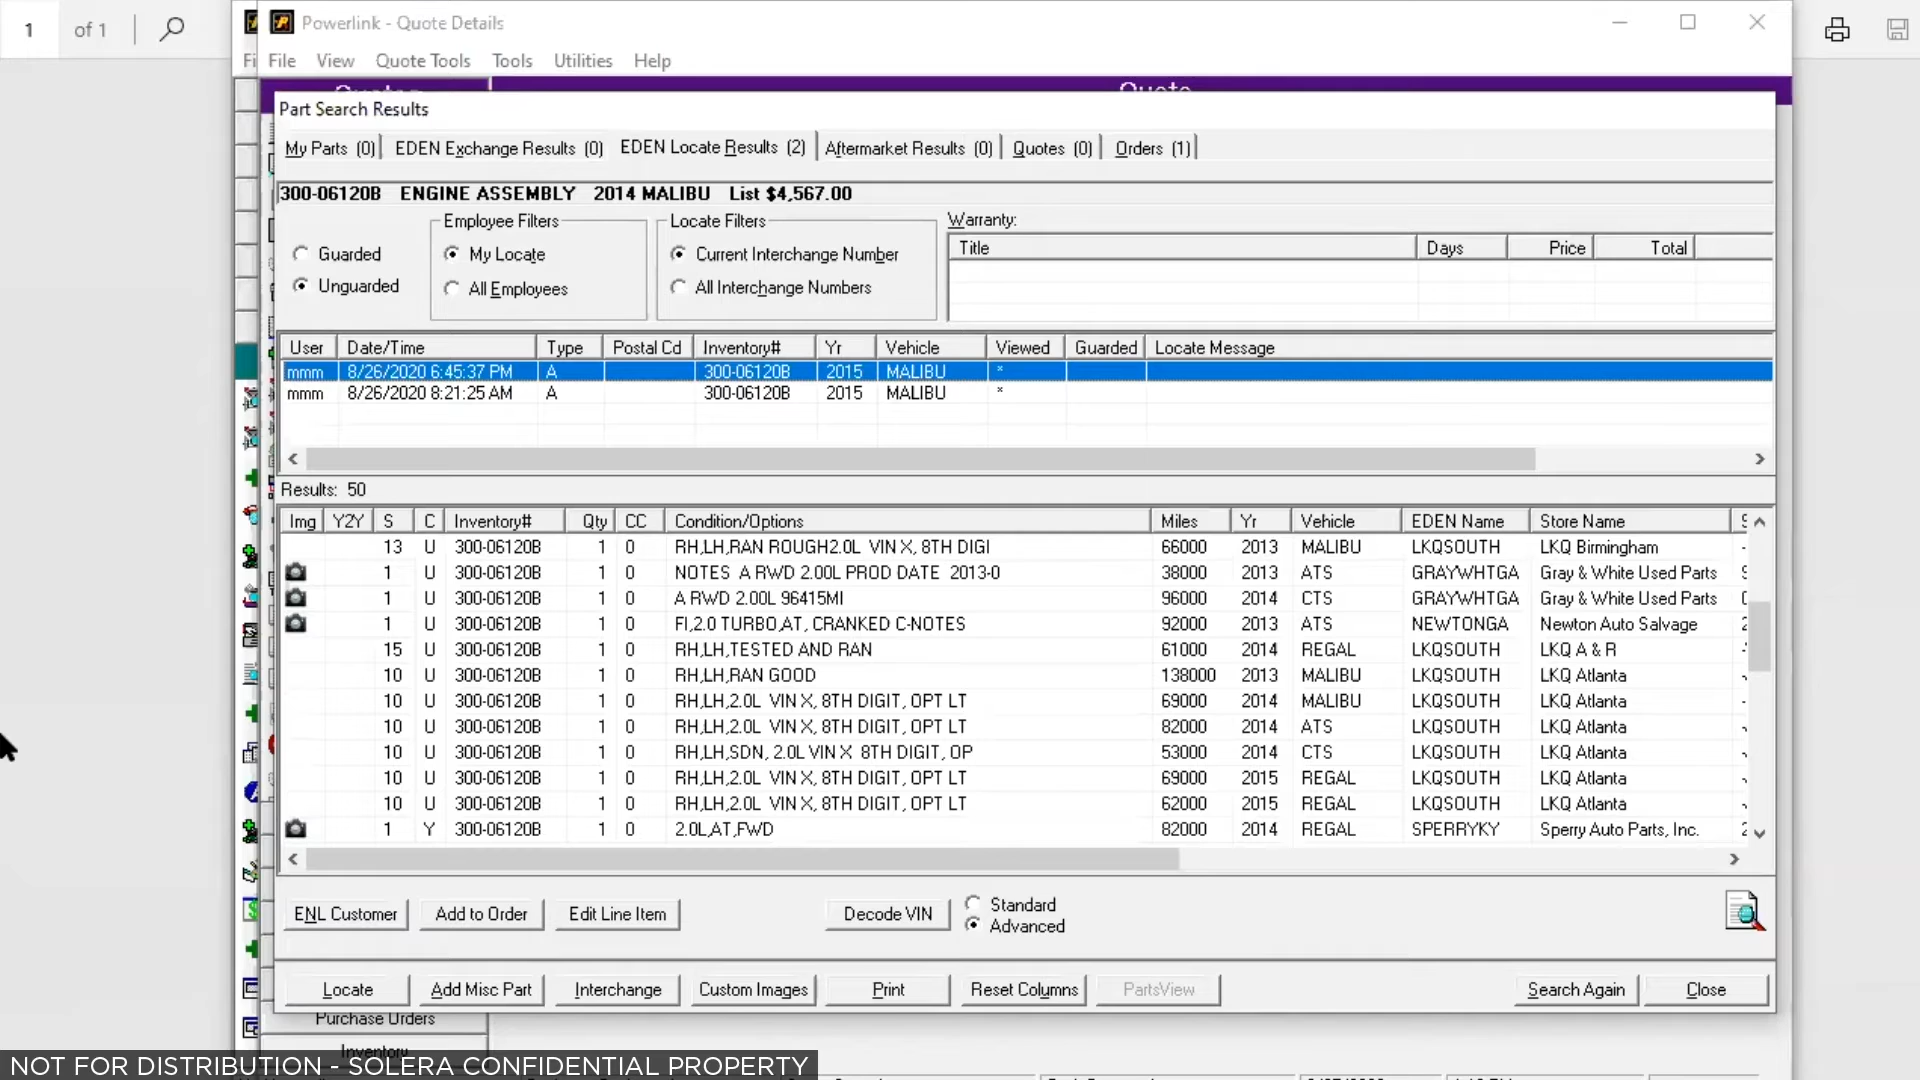 1 of 1
Powerlink - Quote Details
File View Quote Tools Tools Utilities Help
Part Search Results
My Parts (0) EDEN Exchange Results (0) EDEN Locate Results (2) Aftermarket Results (0) Quotes (0) Orders (1)
300-06120B ENGINE ASSEMBLY 2014 MALIBU List $4,567.00
Employee Filters Locate Filters Warranty:
Guarded My Locate Current Interchange Number Title Days Price Total
Unguarded All Employees All Interchange Numbers
User Date/Time Type Postal Cd Inventory# Yr Vehicle Viewed Guarded Locate Message
mmm 8/26/2020 6:45:37 PM A 300-06120B 2015 MALIBU *
mmm 8/26/2020 8:21:25 AM A 300-06120B 2015 MALIBU *
Results: 50
Img Y2Y S C Inventory# Qty CC Condition/Options Miles Yr Vehicle EDEN Name Store Name
13 U 300-06120B 1 0 RH,LH,RAN ROUGH2.0L VIN X, 8TH DIGI 66000 2013 MALIBU LKQSOUTH LKQ Birmingham
1 U 300-06120B 1 0 NOTES A RWD 2.00L PROD DATE 2013-0 38000 2013 ATS GRAYWHTGA Gray & White Used Parts
1 U 300-06120B 1 0 A RWD 2.00L 96415MI 96000 2014 CTS GRAYWHTGA Gray & White Used Parts
1 U 300-06120B 1 0 FI,2.0 TURBO,AT, CRANKED C-NOTES 92000 2013 ATS NEWTONGA Newton Auto Salvage
15 U 300-06120B 1 0 RH,LH,TESTED AND RAN 61000 2014 REGAL LKQSOUTH LKQ A & R
10 U 300-06120B 1 0 RH,LH,RAN GOOD 138000 2013 MALIBU LKQSOUTH LKQ Atlanta
10 U 300-06120B 1 0 RH,LH,2.0L VIN X, 8TH DIGIT, OPT LT 69000 2014 MALIBU LKQSOUTH LKQ Atlanta
10 U 300-06120B 1 0 RH,LH,2.0L VIN X, 8TH DIGIT, OPT LT 82000 2014 ATS LKQSOUTH LKQ Atlanta
10 U 300-06120B 1 0 RH,LH,SDN, 2.0L VIN X 8TH DIGIT, OP 53000 2014 CTS LKQSOUTH LKQ Atlanta
10 U 300-06120B 1 0 RH,LH,2.0L VIN X, 8TH DIGIT, OPT LT 69000 2015 REGAL LKQSOUTH LKQ Atlanta
10 U 300-06120B 1 0 RH,LH,2.0L VIN X, 8TH DIGIT, OPT LT 62000 2015 REGAL LKQSOUTH LKQ Atlanta
1 Y 300-06120B 1 0 2.0L,AT,FWD 82000 2014 REGAL SPERRYKY Sperry Auto Parts, Inc.
ENL Customer Add to Order Edit Line Item Decode VIN Standard
Advanced
Locate Add Misc Part Interchange Custom Images Print Reset Columns PartsView Search Again Close
Purchase Orders
Inventory
NOT FOR DISTRIBUTION - SOLERA CONFIDENTIAL PROPERTY